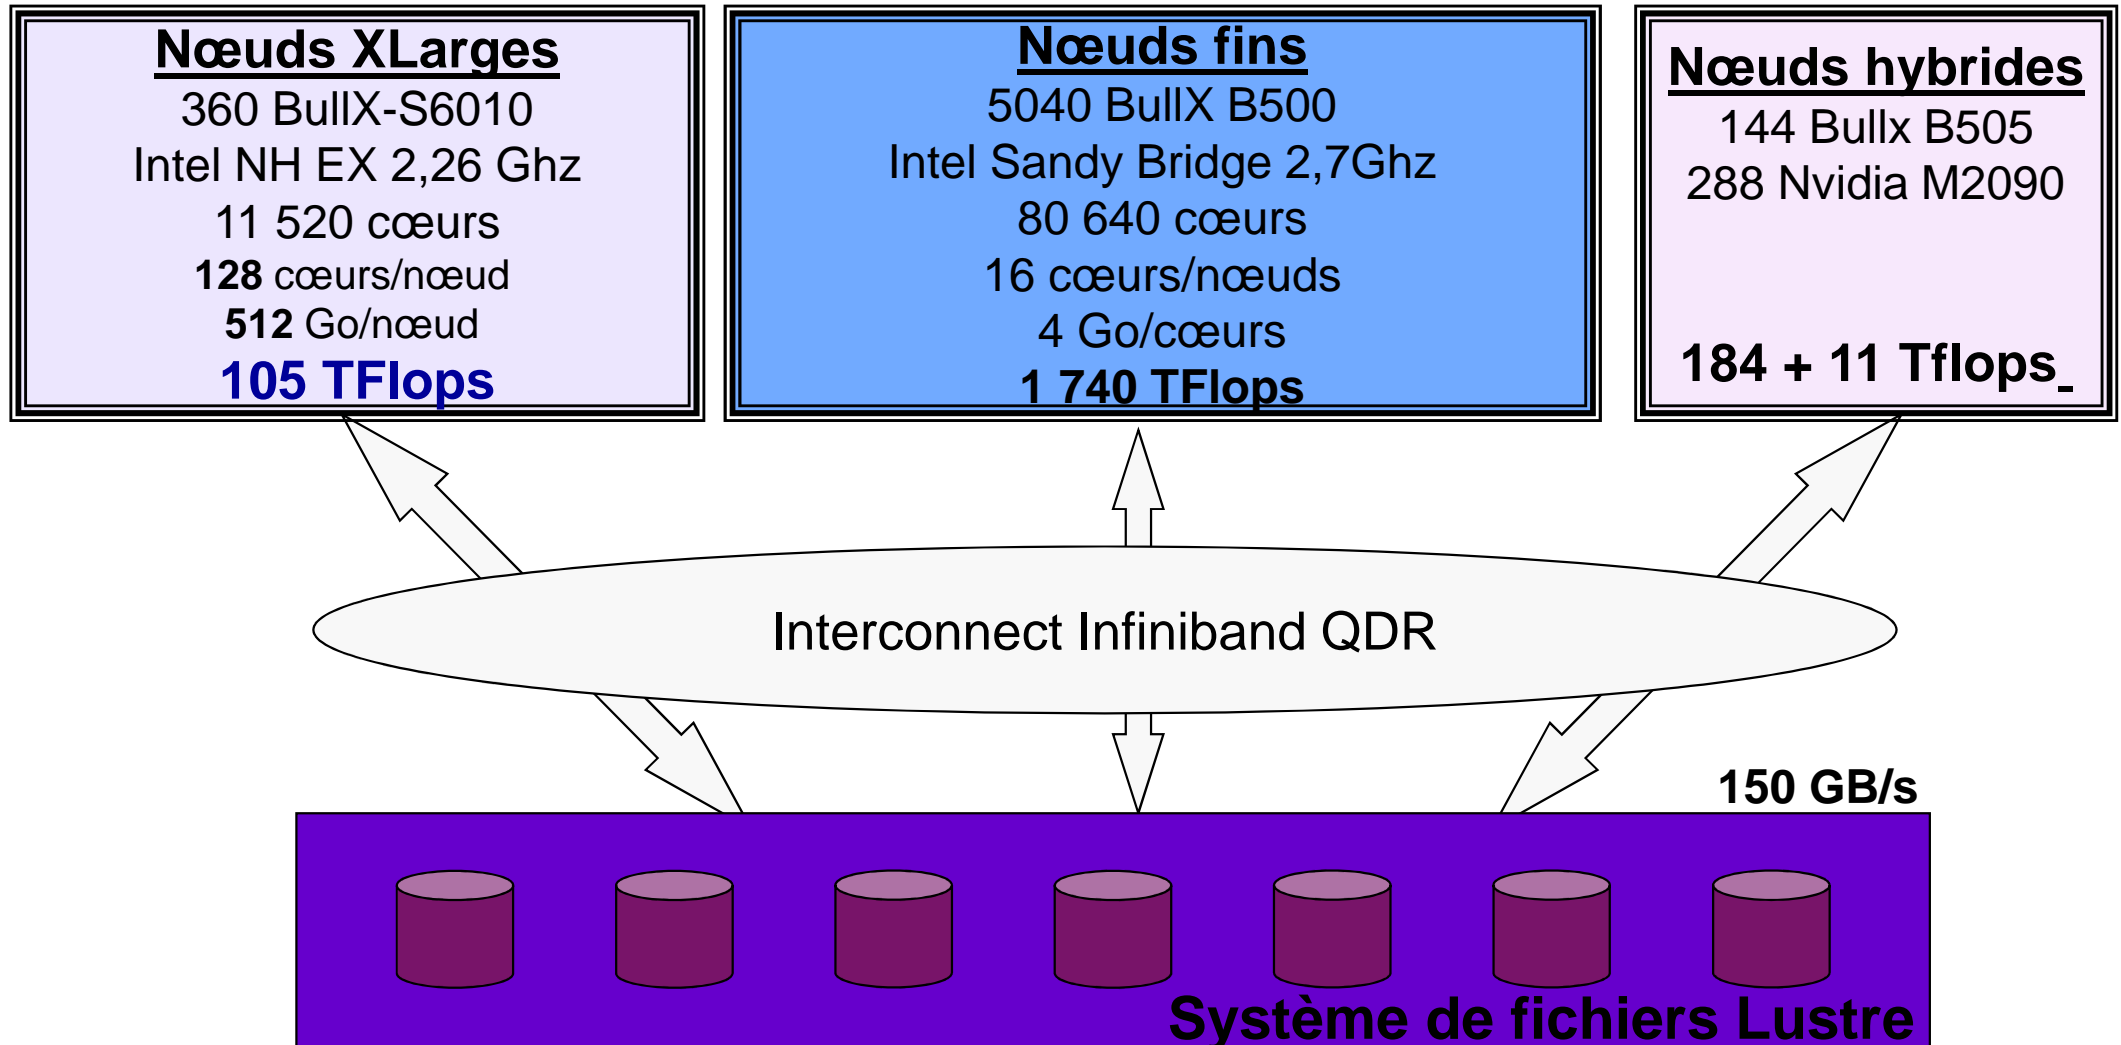 Nœuds XLarges
360 BullX-S6010
Intel NH EX 2,26 Ghz
11 520 cœurs
128 cœurs/nœud
512 Go/nœud
105 TFlops
Nœuds fins
5040 BullX B500
Intel Sandy Bridge 2,7Ghz
80 640 cœurs
16 cœurs/nœuds
4 Go/cœurs
1 740 TFlops
Nœuds hybrides
144 Bullx B505
288 Nvidia M2090
184 + 11 Tflops
Interconnect Infiniband QDR
150 GB/s
Système de fichiers Lustre